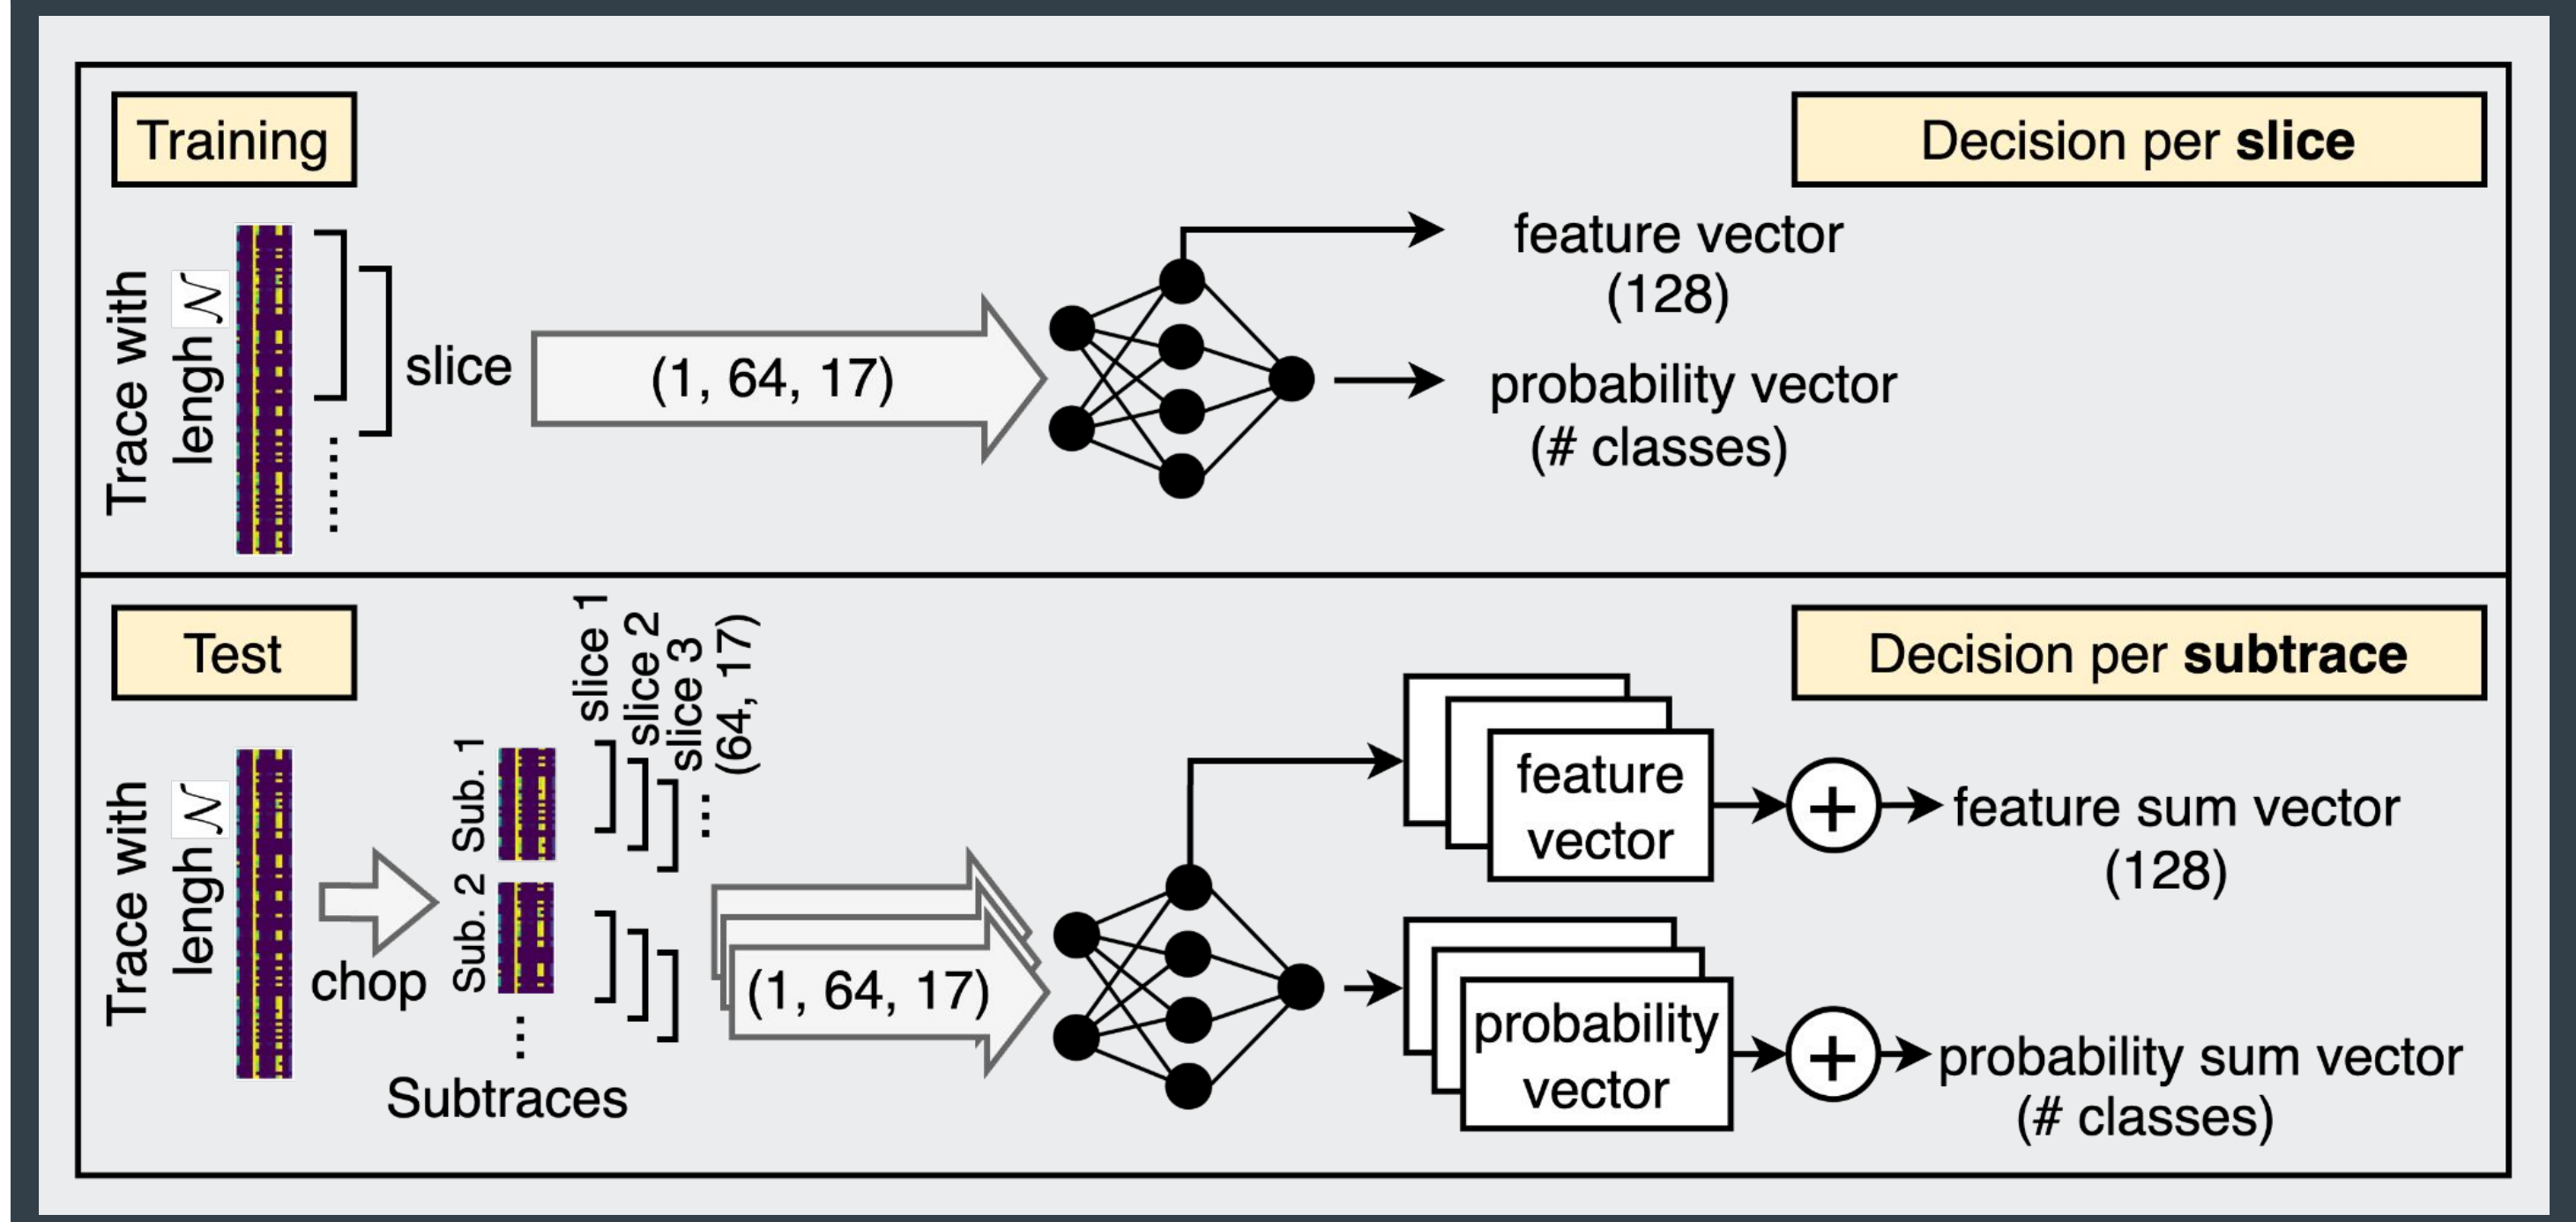 Training
Decision per slice
Trace with
lengh N
slice
(1, 64, 17)
feature vector
(128)
probability vector
(# classes)
Test
Decision per subtrace
Trace with
lengh N
chop
Sub. 1
Sub. 2
⋮
Subtraces
slice 1
slice 2
slice 3
(64, 17)
...
(1, 64, 17)
feature
vector
+
feature sum vector
(128)
probability
vector
+
probability sum vector
(# classes)